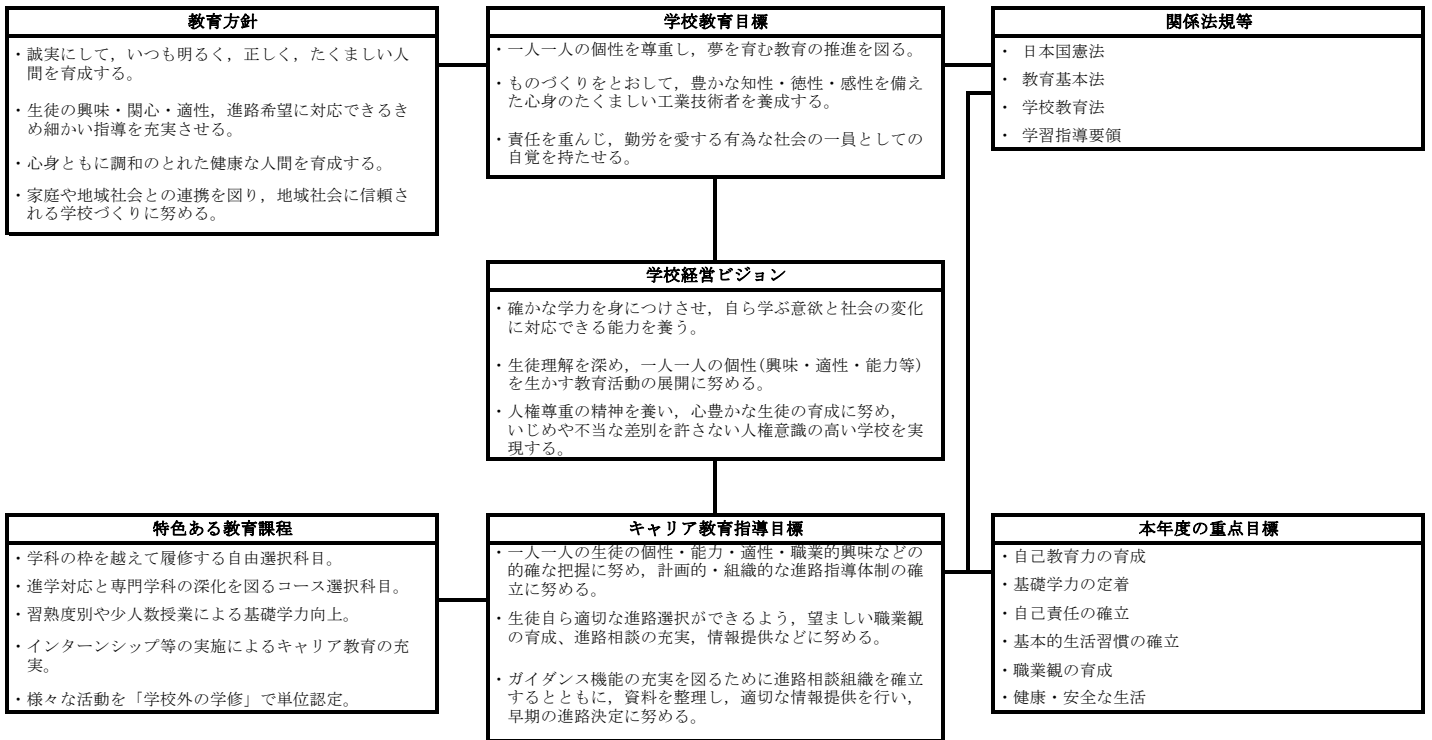 教育方針
・誠実にして，いつも明るく，正しく，たくましい人
間を育成する。
・生徒の興味・関心・適性，進路希望に対応できるき
め細かい指導を充実させる。
・心身ともに調和のとれた健康な人間を育成する。
・家庭や地域社会との連携を図り，地域社会に信頼さ
れる学校づくりに努める。
学校教育目標
・一人一人の個性を尊重し，夢を育む教育の推進を図る。
・ものづくりをとおして，豊かな知性・徳性・感性を備え
た心身のたくましい工業技術者を養成する。
・責任を重んじ，勤労を愛する有為な社会の一員としての
自覚を持たせる。
関係法規等
・ 日本国憲法
・ 教育基本法
・ 学校教育法
・ 学習指導要領
学校経営ビジョン
・確かな学力を身につけさせ，自ら学ぶ意欲と社会の変化
に対応できる能力を養う。
・生徒理解を深め，一人一人の個性(興味・適性・能力等)
を生かす教育活動の展開に努める。
・人権尊重の精神を養い，心豊かな生徒の育成に努め，
いじめや不当な差別を許さない人権意識の高い学校を実
現する。
特色ある教育課程
・学科の枠を越えて履修する自由選択科目。
・進学対応と専門学科の深化を図るコース選択科目。
・習熟度別や少人数授業による基礎学力向上。
・インターンシップ等の実施によるキャリア教育の充
実。
・様々な活動を「学校外の学修」で単位認定。
キャリア教育指導目標
・一人一人の生徒の個性・能力・適性・職業的興味などの
的確な把握に努め，計画的・組織的な進路指導体制の確
立に努める。
・生徒自ら適切な進路選択ができるよう，望ましい職業観
の育成、進路相談の充実，情報提供などに努める。
・ガイダンス機能の充実を図るために進路相談組織を確立
するとともに，資料を整理し，適切な情報提供を行い，
早期の進路決定に努める。
本年度の重点目標
・自己教育力の育成
・基礎学力の定着
・自己責任の確立
・基本的生活習慣の確立
・職業観の育成
・健康・安全な生活